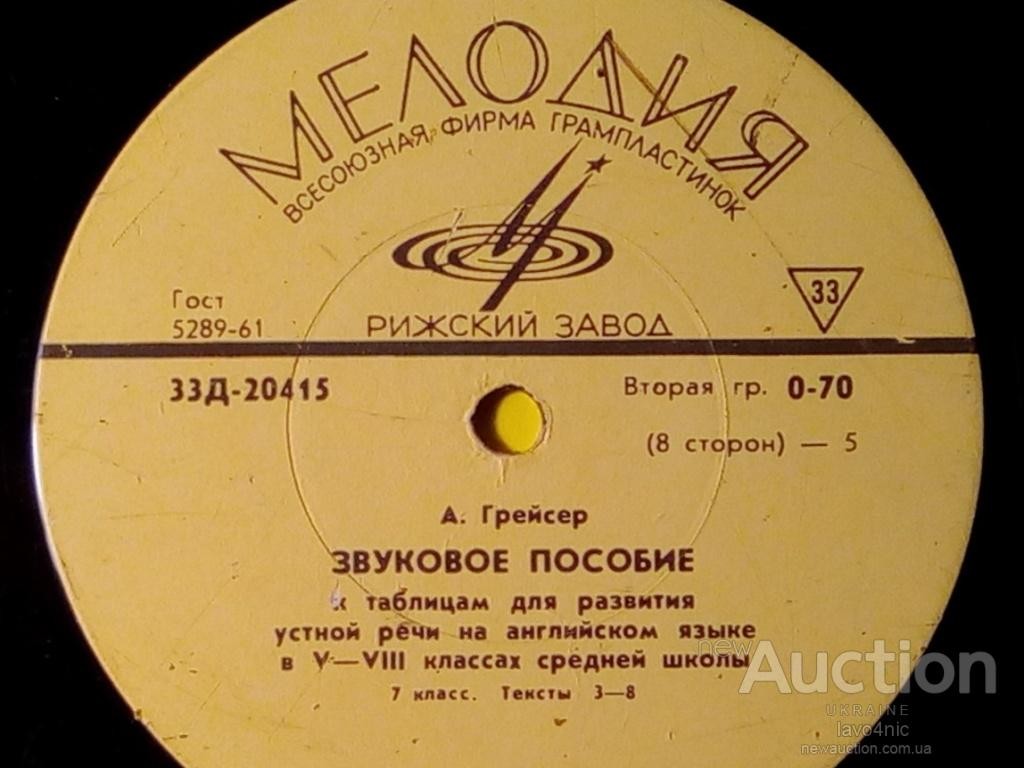 МЕЛОДИЯ
ВСЕСОЮЗНАЯ ФИРМА ГРАМПЛАСТИНОК
33
Гост
5289-61
РИЖСКИЙ ЗАВОД
33Д-20415
Вторая гр. 0-70
(8 сторон) — 5
А. Грейсер
ЗВУКОВОЕ ПОСОБИЕ
к таблицам для развития
устной речи на английском языке
в V—VIII классах средней школы
7 класс. Тексты 3—8
newAuction
UKRAINE
lavo4nic
newauction.com.ua